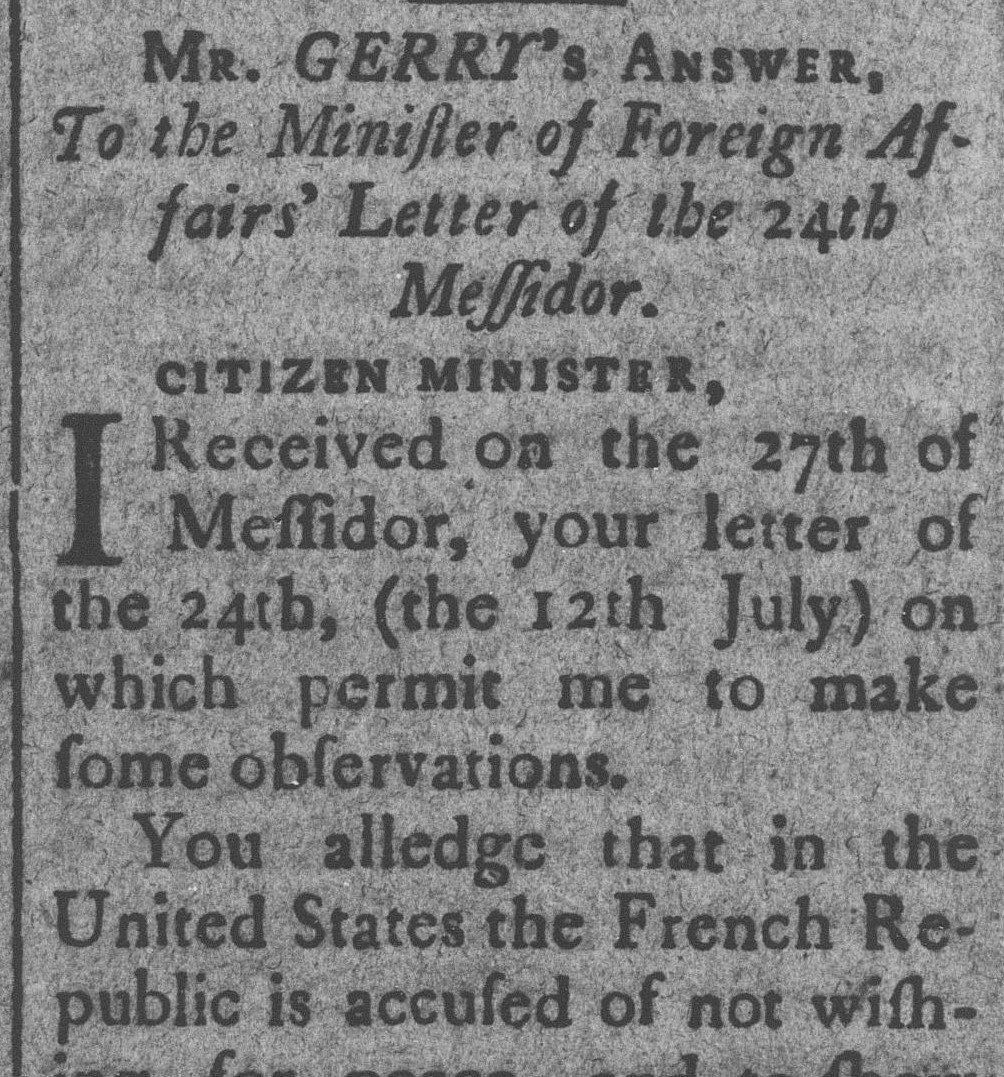 MR. GERRY's ANSWER,
To the Miniſter of Foreign Af-
fairs' Letter of the 24th
Meſſidor.
CITIZEN MINISTER,
I Received on the 27th of
Meſſidor, your letter of
the 24th, (the 12th July) on
which permit me to make
ſome obſervations.
You alledge that in the
United States the French Re-
public is accuſed of not wiſh-